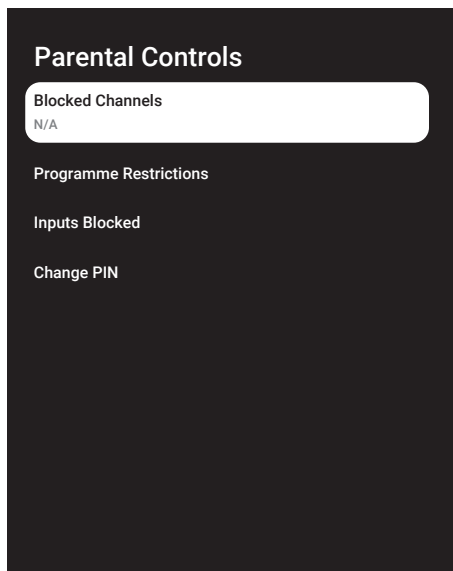 Parental Controls
Blocked Channels
N/A
Programme Restrictions
Inputs Blocked
Change PIN